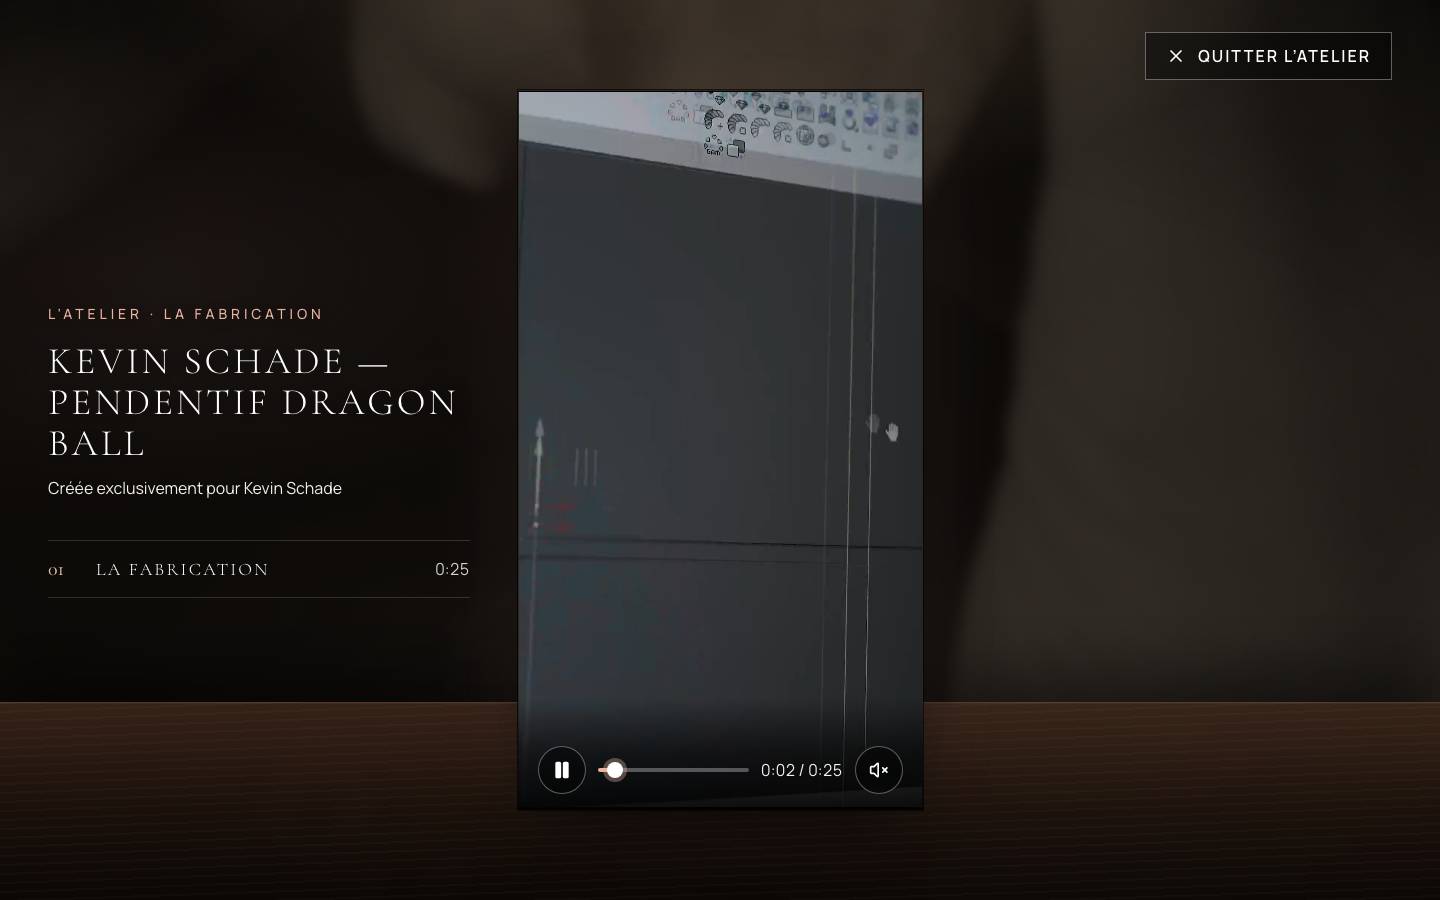 QUITTER L’ATELIER
L'ATELIER · LA FABRICATION
KEVIN SCHADE —
PENDENTIF DRAGON
BALL
Créée exclusivement pour Kevin Schade
01 LA FABRICATION 0:25
0:02 / 0:25